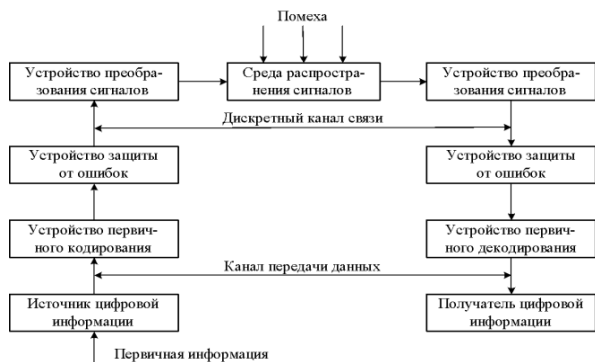 Помеха
Устройство преобра-
зования сигналов
Среда распростра-
нения сигналов
Устройство преобра-
зования сигналов
Дискретный канал связи
Устройство защиты
от ошибок
Устройство защиты
от ошибок
Устройство первич-
ного кодирования
Устройство первич-
ного декодирования
Канал передачи данных
Источник цифровой
информации
Получатель цифровой
информации
Первичная информация